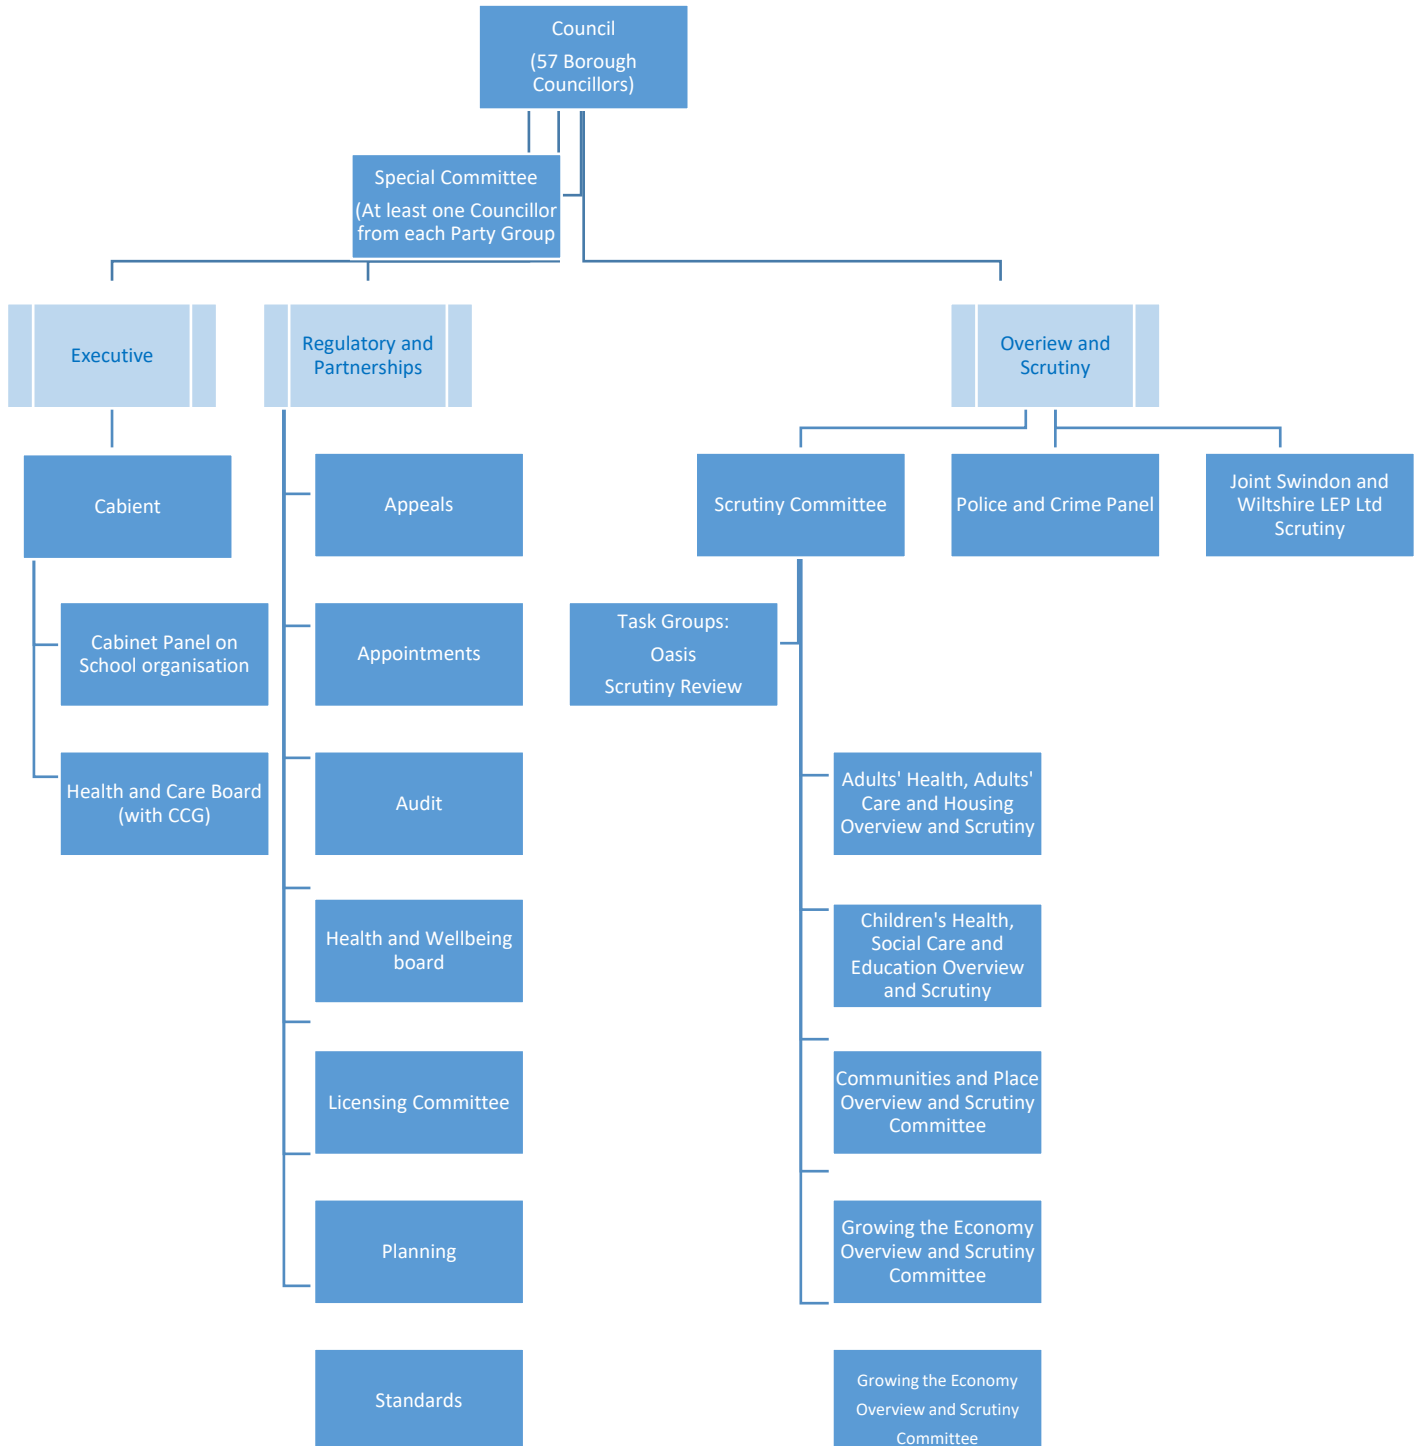 Council
(57 Borough
Councillors)
Special Committee
(At least one Councillor
from each Party Group
Executive
Regulatory and
Partnerships
Overiew and
Scrutiny
Cabient
Appeals
Scrutiny Committee
Police and Crime Panel
Joint Swindon and
Wiltshire LEP Ltd
Scrutiny
Cabinet Panel on
School organisation
Appointments
Task Groups:
Oasis
Scrutiny Review
Health and Care Board
(with CCG)
Audit
Adults' Health, Adults'
Care and Housing
Overview and Scrutiny
Health and Wellbeing
board
Children's Health,
Social Care and
Education Overview
and Scrutiny
Licensing Committee
Communities and Place
Overview and Scrutiny
Committee
Planning
Growing the Economy
Overview and Scrutiny
Committee
Standards
Growing the Economy
Overview and Scrutiny
Committee